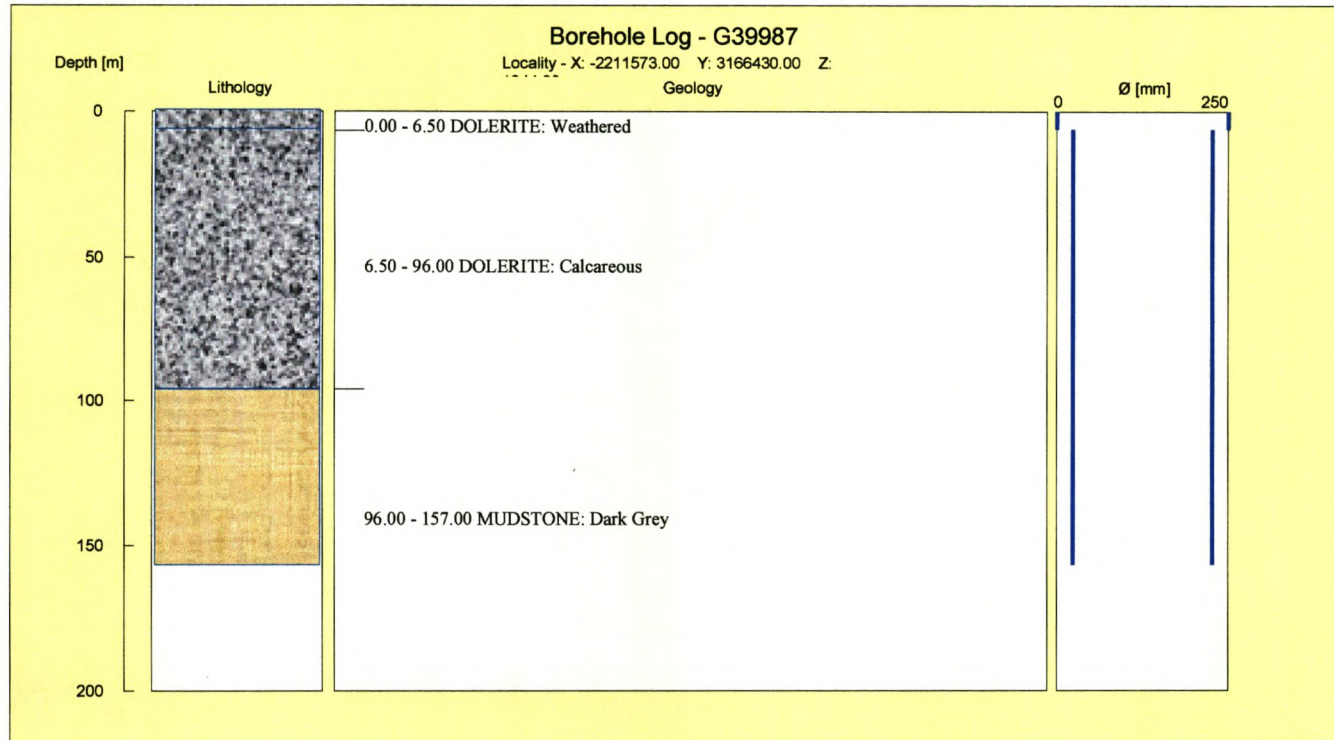 Borehole Log - G39987
Locality - X: -2211573.00 Y: 3166430.00 Z:
Depth [m]
Lithology
Geology
Ø [mm]
0
250
0
50
100
150
200
0.00 - 6.50 DOLERITE: Weathered
6.50 - 96.00 DOLERITE: Calcareous
96.00 - 157.00 MUDSTONE: Dark Grey